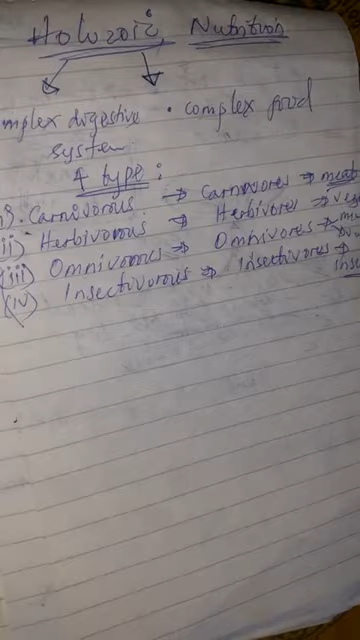 Holozoic Nutrition
mplex digestive • complex food
system
4 type:
i). Carnivorous → Carnivores → meat
ii) Herbivorous → Herbivores →
(iii) Omnivorous → Omnivores →
(iv) Insectivorous → Insectivores →